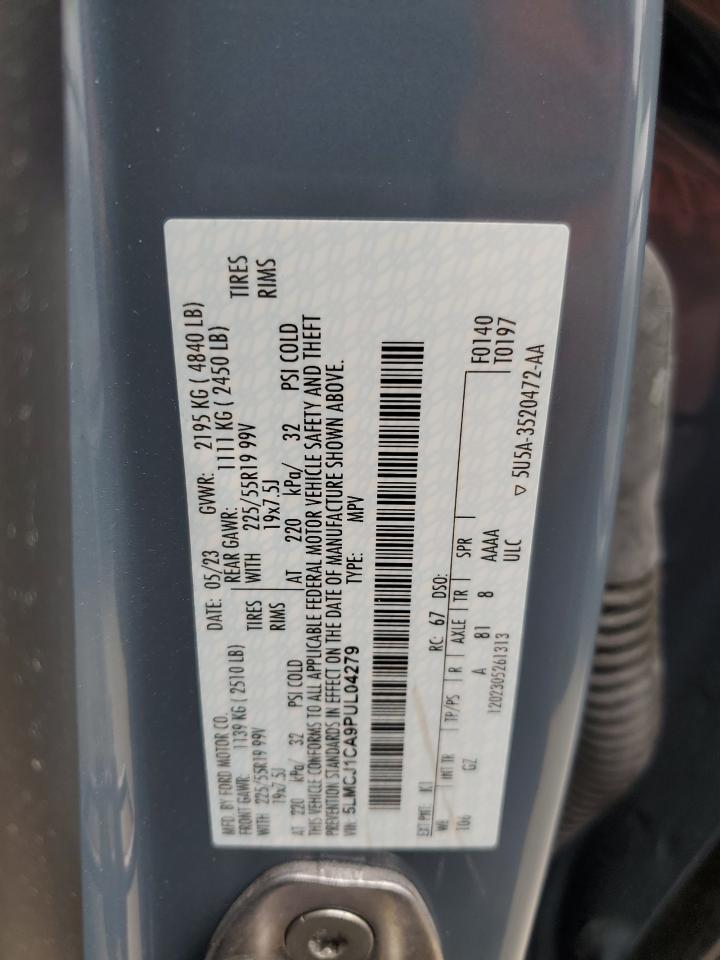 MFD. BY FORD MOTOR CO. DATE: 05/23 GVWR: 2195 KG ( 4840 LB)
FRONT GAWR: 1139 KG ( 2510 LB) REAR GAWR: 1111 KG ( 2450 LB)
WITH 225/55R19 99V TIRES WITH 225/55R19 99V TIRES
19x7.5J RIMS 19x7.5J RIMS
AT 220 kPa/ 32 PSI COLD AT 220 kPa/ 32 PSI COLD
THIS VEHICLE CONFORMS TO ALL APPLICABLE FEDERAL MOTOR VEHICLE SAFETY AND THEFT
PREVENTION STANDARDS IN EFFECT ON THE DATE OF MANUFACTURE SHOWN ABOVE.
VIN: 5LMCJ1CA9PUL04279 TYPE: MPV
EXT PNT: K1 RC: 67 DSO:
WB INT TR TP/PS R AXLE TR SPR F0140
106 GZ A 81 8 AAAA T0197
1202305261313 ULC
▽ 5U5A-3520472-AA